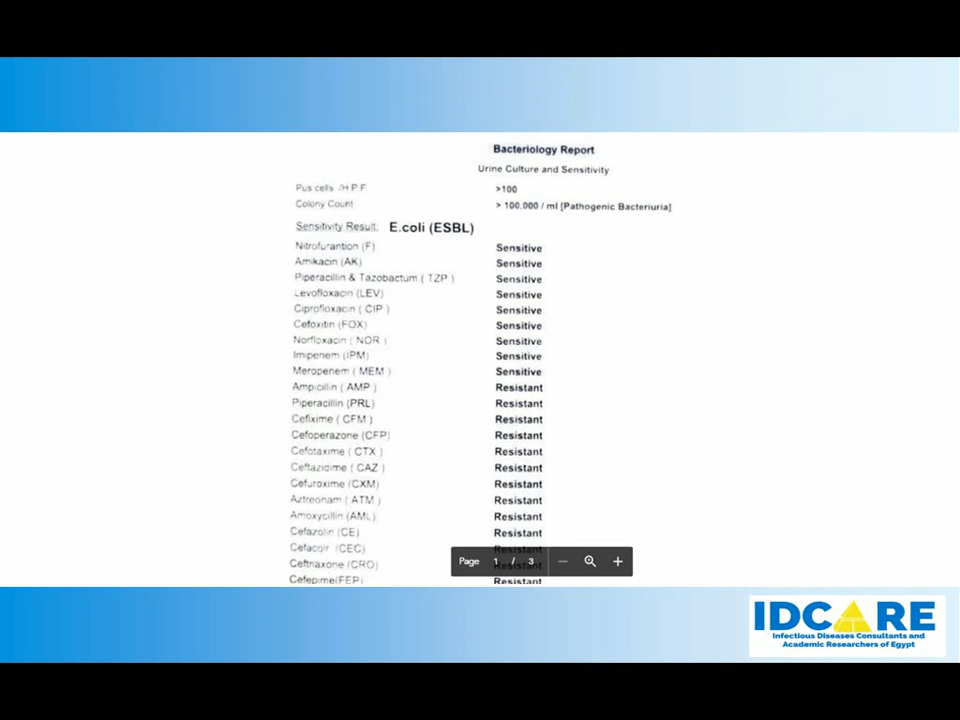 Bacteriology Report
Urine Culture and Sensitivity
Pus cells /H.P.F >100
Colony Count > 100,000 / ml [Pathogenic Bacteriuria]
Sensitivity Result: E.coli (ESBL)
Nitrofurantion (F) Sensitive
Amikacin (AK) Sensitive
Piperacillin & Tazobactum ( TZP ) Sensitive
Levofloxacin (LEV) Sensitive
Ciprofloxacin ( CIP ) Sensitive
Cefoxitin (FOX) Sensitive
Norfloxacin ( NOR ) Sensitive
Imipenem (IPM) Sensitive
Meropenem ( MEM ) Sensitive
Ampicillin ( AMP ) Resistant
Piperacillin (PRL) Resistant
Cefixime ( CFM ) Resistant
Cefoperazone (CFP) Resistant
Cefotaxime ( CTX ) Resistant
Ceftazidime ( CAZ ) Resistant
Cefuroxime (CXM) Resistant
Aztreonam ( ATM ) Resistant
Amoxycillin (AML) Resistant
Cefazolin (CE) Resistant
Cefaclor (CEC) Resistant
Ceftriaxone (CRO) Resistant
Cefepime(FEP) Resistant
Page 1 / 3
IDCARE
Infectious Diseases Consultants and
Academic Researchers of Egypt